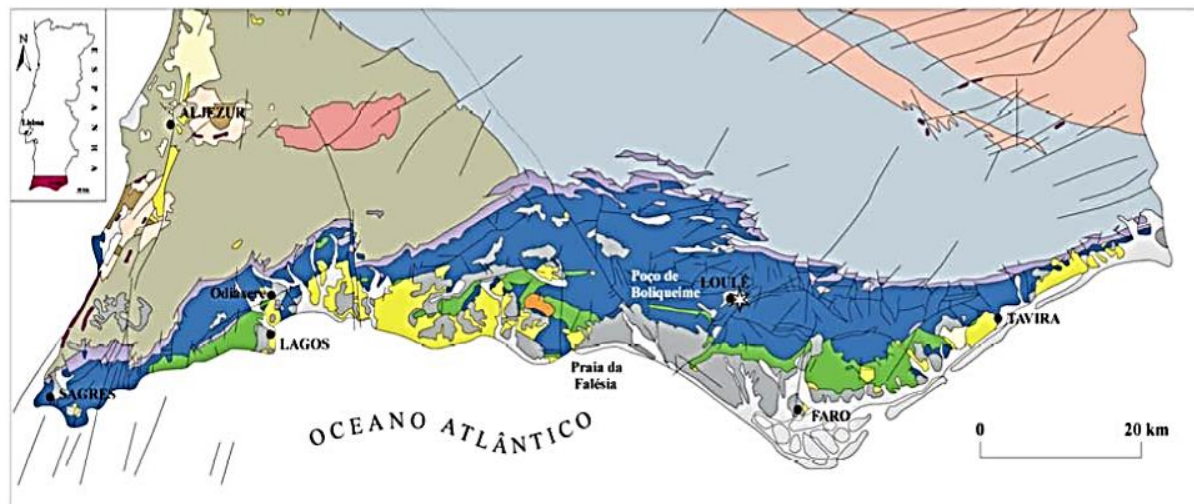 N
ESPANHA
Lisboa
ALJEZUR
Poço de
Boliqueime
LOULÉ
LAGOS
TAVIRA
SAGRES
Praia da
Falésia
FARO
OCEANO ATLÂNTICO
0
20 km